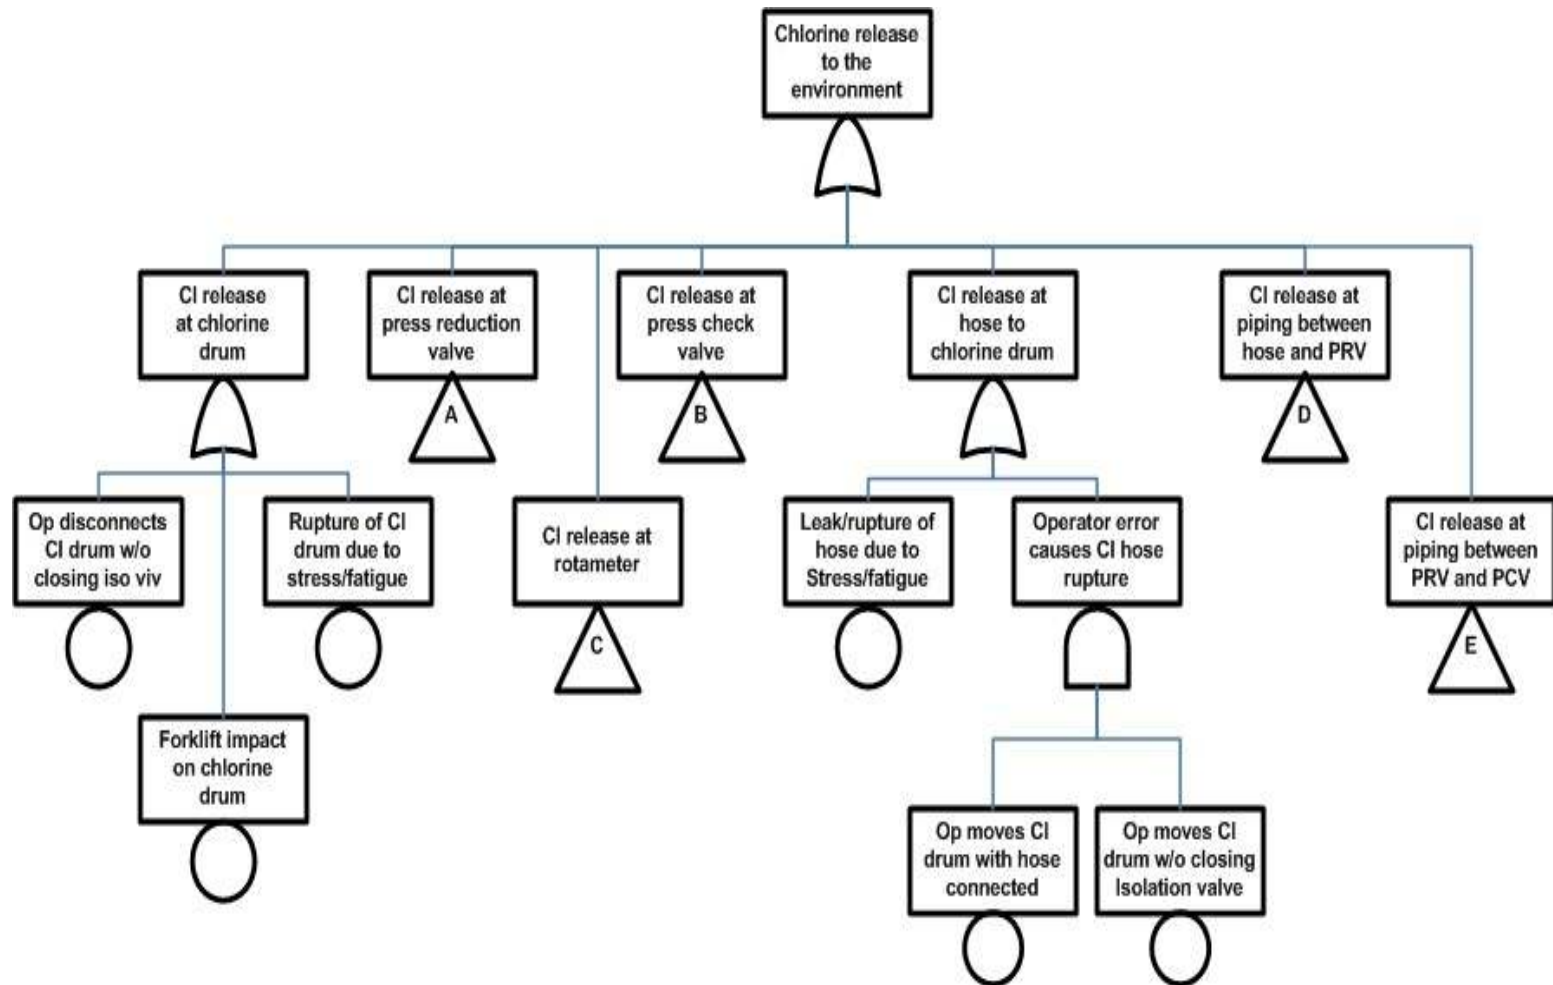 Chlorine release
to the
environment
Cl release
at chlorine
drum
Cl release at
press reduction
valve
Cl release at
press check
valve
Cl release at
hose to
chlorine drum
Cl release at
piping between
hose and PRV
A
B
D
Op disconnects
Cl drum w/o
closing iso vlv
Rupture of Cl
drum due to
stress/fatigue
Cl release at
rotameter
Leak/rupture of
hose due to
Stress/fatigue
Operator error
causes Cl hose
rupture
Cl release at
piping between
PRV and PCV
C
E
Forklift impact
on chlorine
drum
Op moves Cl
drum with hose
connected
Op moves Cl
drum w/o closing
Isolation valve